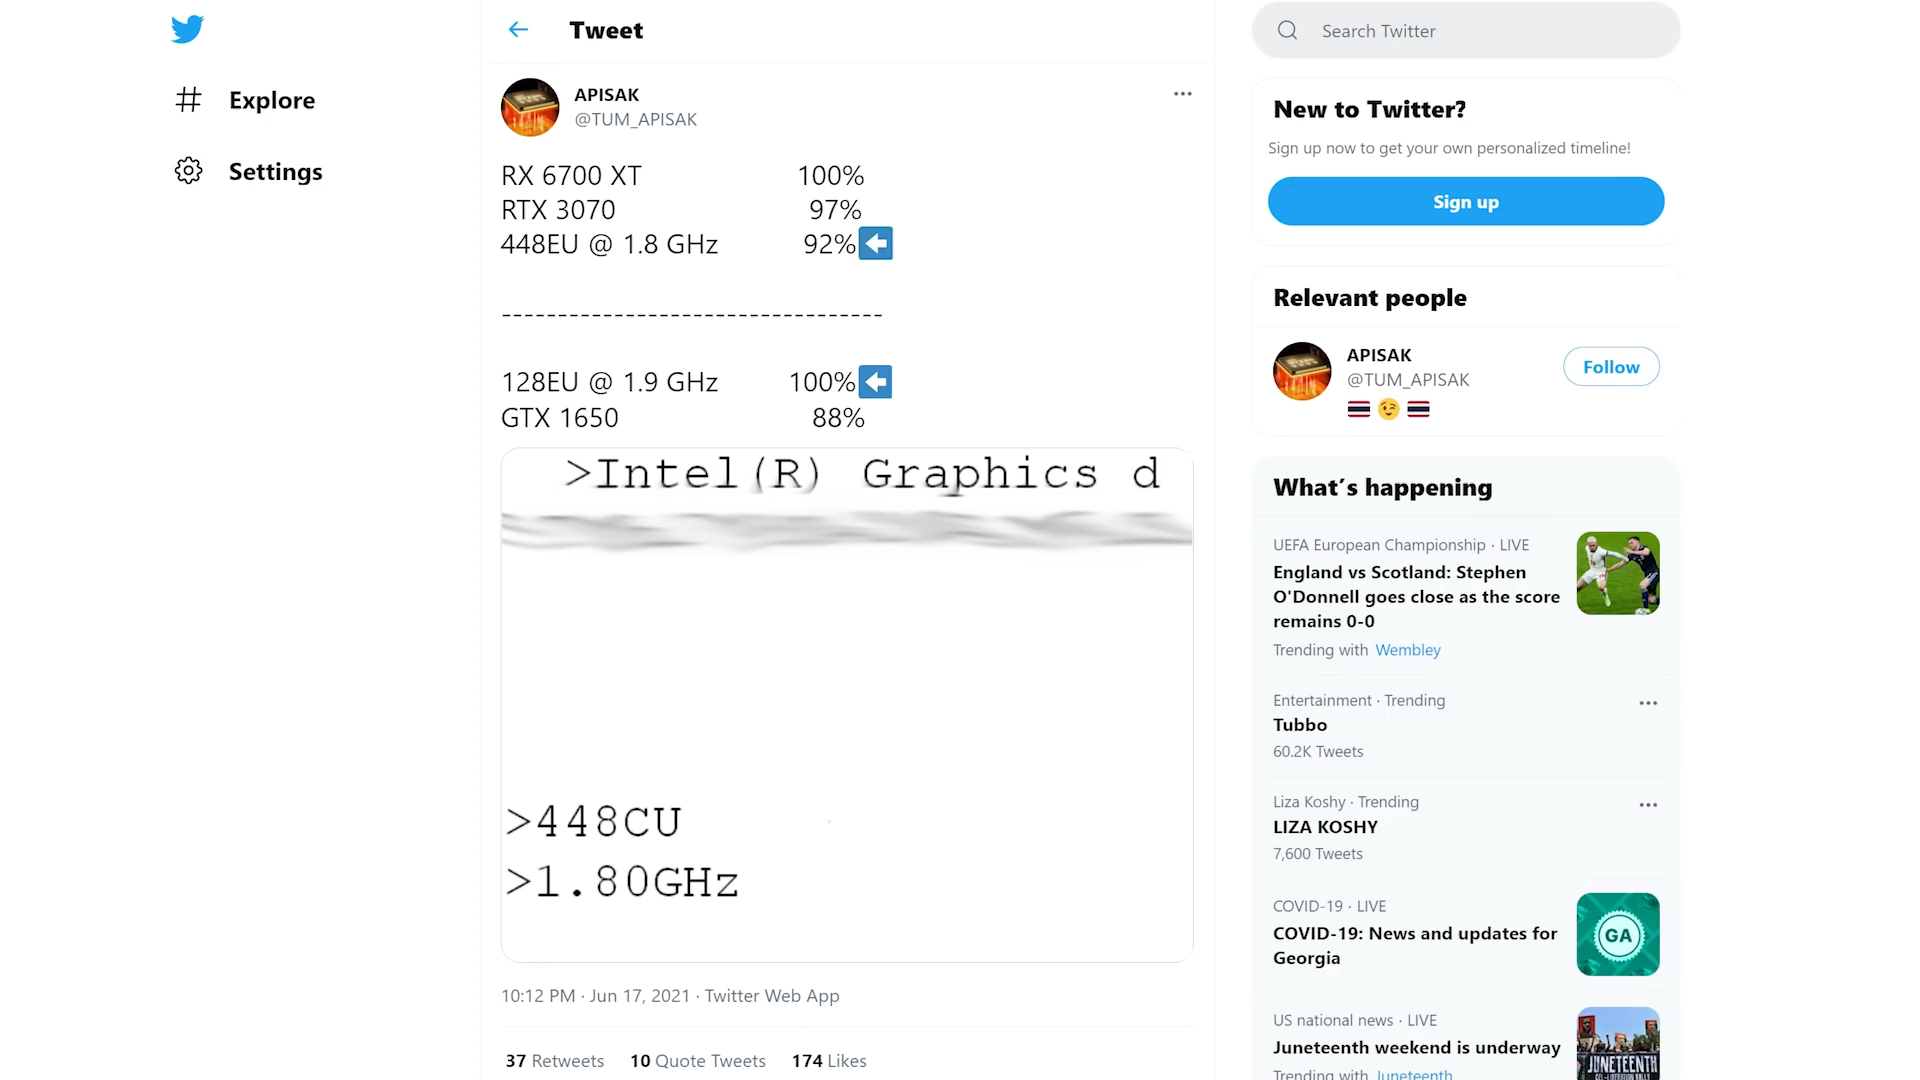 Explore
Settings
Tweet
APISAK
@TUM_APISAK
RX 6700 XT 100%
RTX 3070 97%
448EU @ 1.8 GHz 92%
----------------------------------
128EU @ 1.9 GHz 100%
GTX 1650 88%
>Intel(R) Graphics d
>448CU
>1.80GHz
10:12 PM · Jun 17, 2021 · Twitter Web App
37 Retweets 10 Quote Tweets 174 Likes
Search Twitter
New to Twitter?
Sign up now to get your own personalized timeline!
Sign up
Relevant people
APISAK
@TUM_APISAK
Follow
What's happening
UEFA European Championship · LIVE
England vs Scotland: Stephen
O'Donnell goes close as the score
remains 0-0
Trending with Wembley
Entertainment · Trending
Tubbo
60.2K Tweets
Liza Koshy · Trending
LIZA KOSHY
7,600 Tweets
COVID-19 · LIVE
COVID-19: News and updates for
Georgia
GA
US national news · LIVE
Juneteenth weekend is underway
JUNETEENTH
Trending with Juneteenth